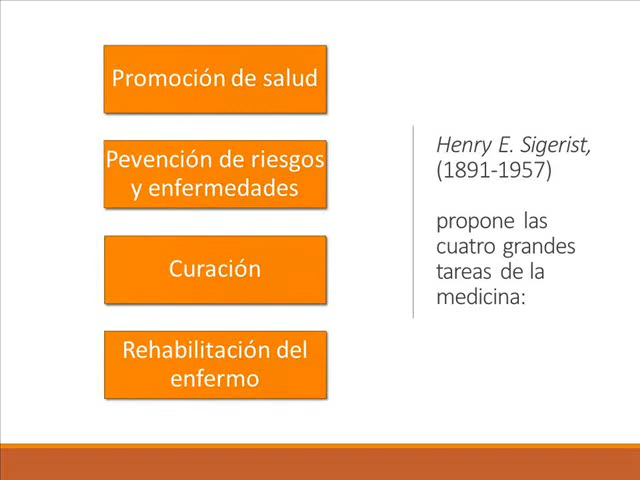 Promoción de salud
Pevención de riesgos
y enfermedades
Curación
Rehabilitación del
enfermo
Henry E. Sigerist,
(1891-1957)
propone las
cuatro grandes
tareas de la
medicina: